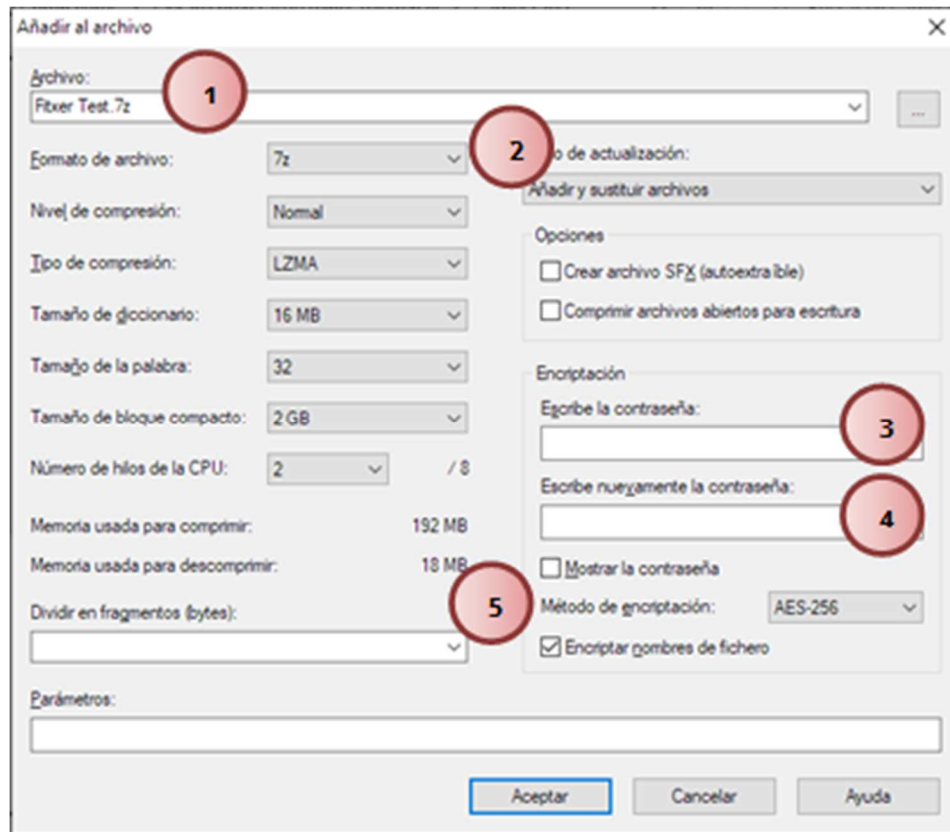 Añadir al archivo
Archivo:
1
Fitxer Test.7z
...
Formato de archivo:
7z
2
o de actualización:
Añadir y sustituir archivos
Nivel de compresión:
Normal
Tipo de compresión:
LZMA
Tamaño de diccionario:
16 MB
Tamaño de la palabra:
32
Tamaño de bloque compacto:
2 GB
Número de hilos de la CPU:
2
/ 8
Memoria usada para comprimir:
192 MB
Memoria usada para descomprimir:
18 MB
Dividir en fragmentos (bytes):
Opciones
Crear archivo SFX (autoextraíble)
Comprimir archivos abiertos para escritura
Encriptación
Escribe la contraseña:
3
Escribe nuevamente la contraseña:
4
Mostrar la contraseña
5
Método de encriptación:
AES-256
Encriptar nombres de fichero
Parámetros:
Aceptar
Cancelar
Ayuda